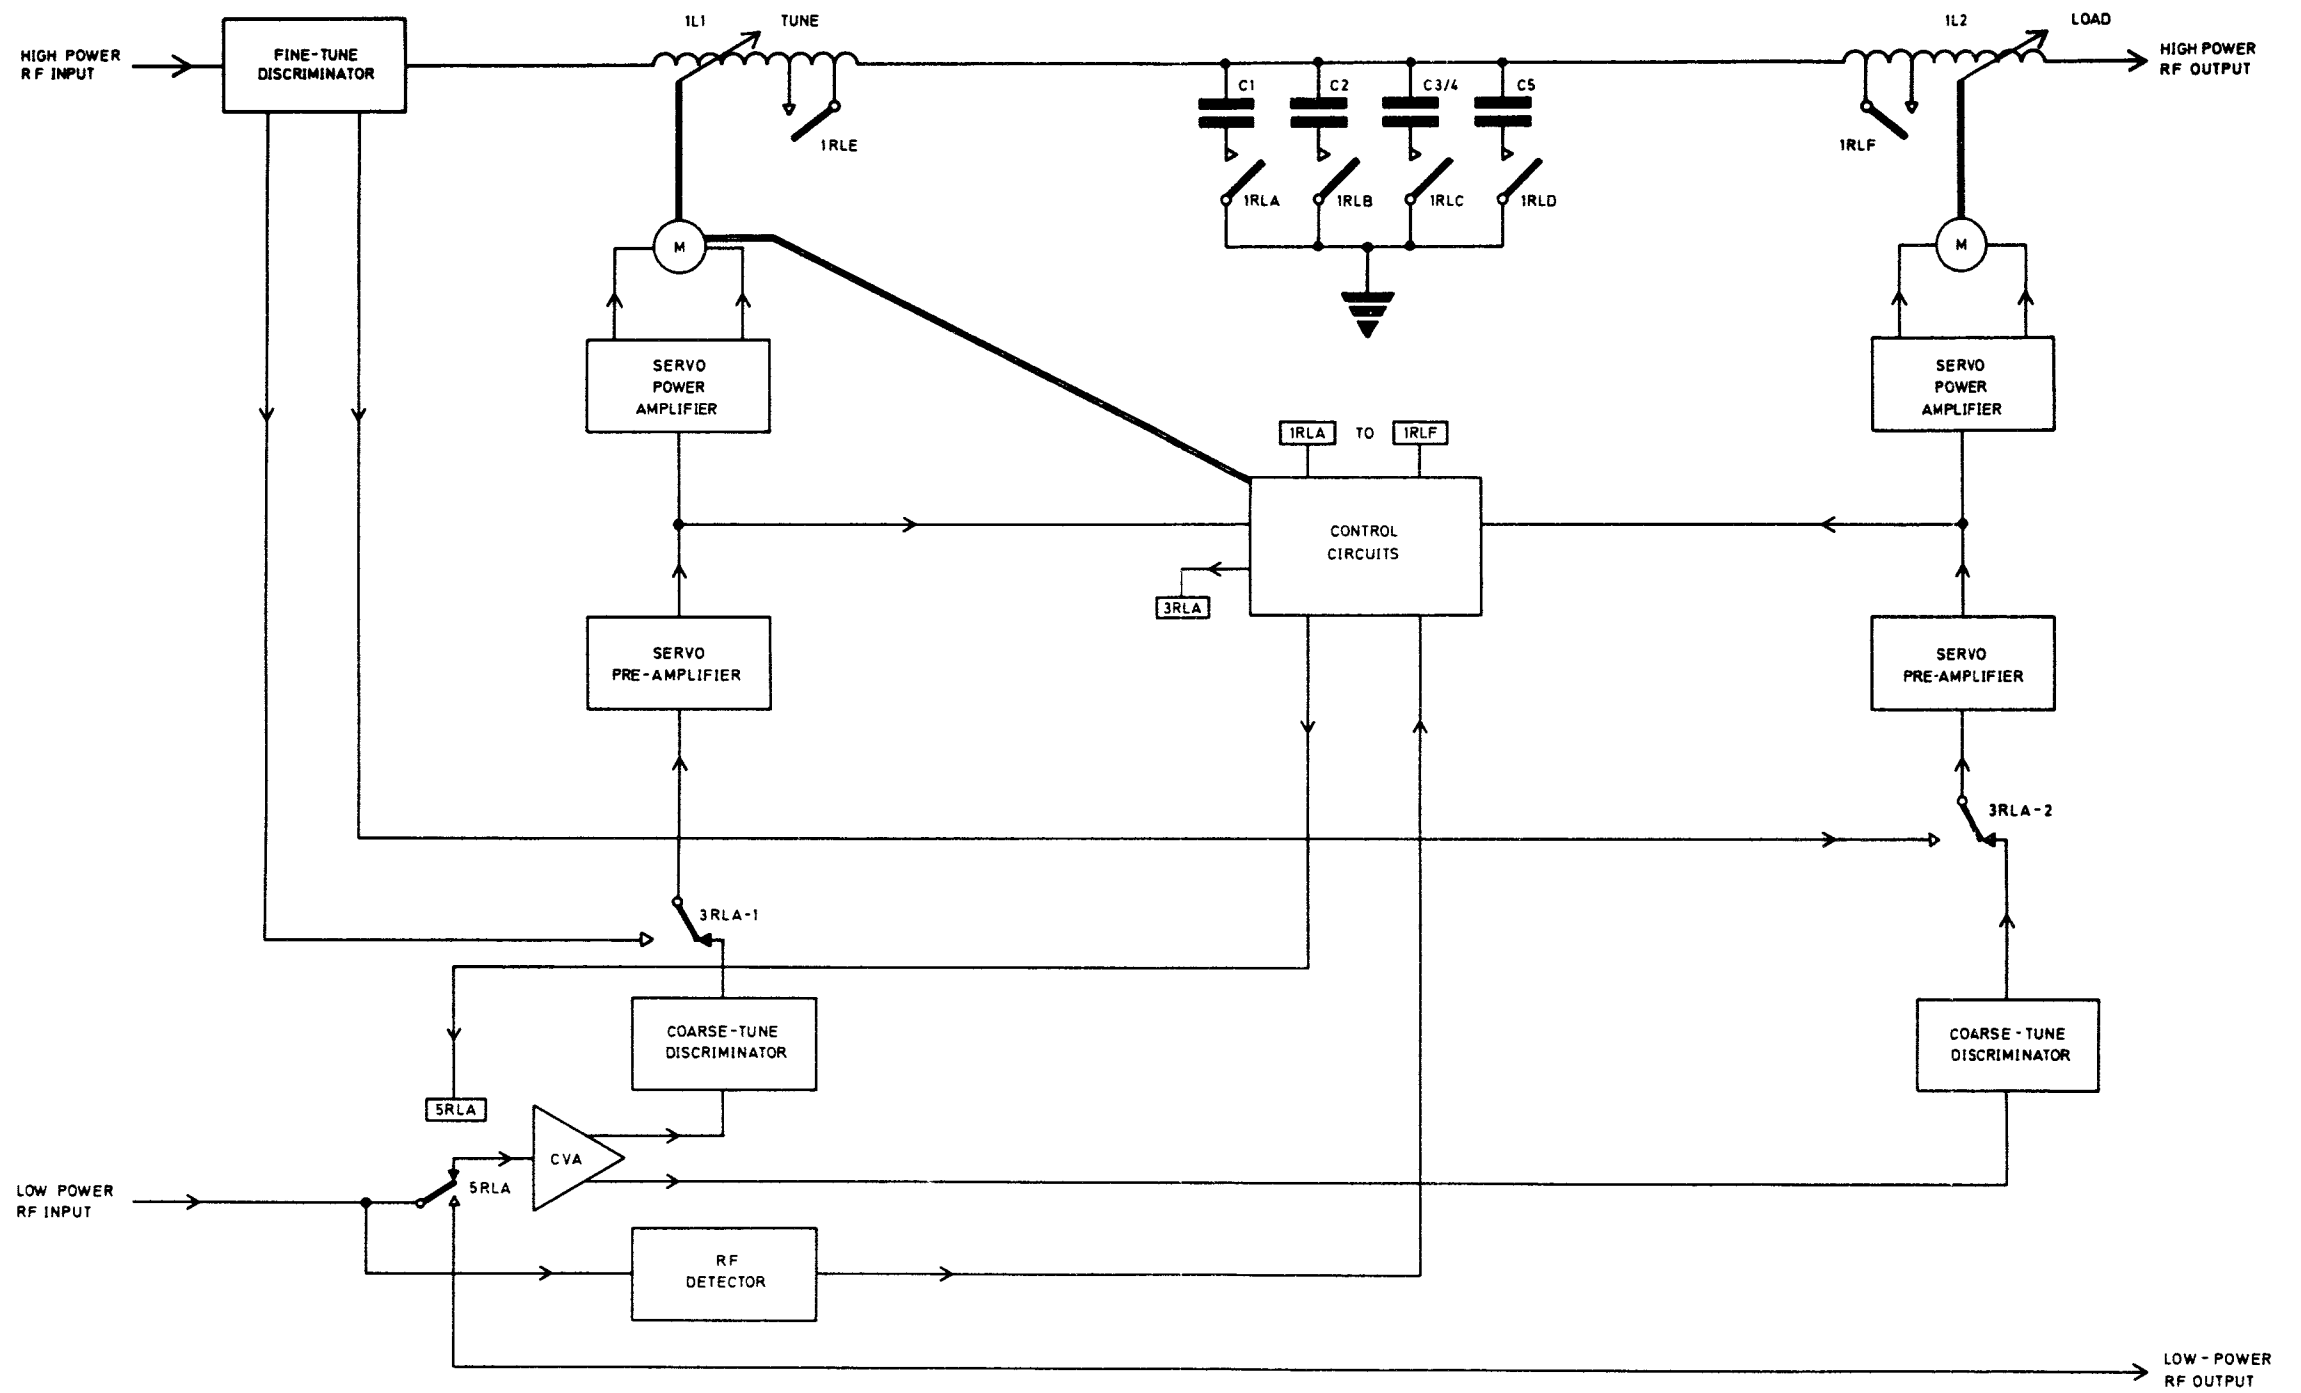 1L1
TUNE
1L2
LOAD
HIGH POWER
RF INPUT
FINE-TUNE
DISCRIMINATOR
HIGH POWER
RF OUTPUT
C1
C2
C3/4
C5
1RLE
1RLF
1RLA
1RLB
1RLC
1RLD
M
M
SERVO
POWER
AMPLIFIER
SERVO
POWER
AMPLIFIER
1RLA TO 1RLF
CONTROL
CIRCUITS
3RLA
SERVO
PRE-AMPLIFIER
SERVO
PRE-AMPLIFIER
3RLA-2
3RLA-1
COARSE-TUNE
DISCRIMINATOR
COARSE-TUNE
DISCRIMINATOR
5RLA
CVA
5RLA
LOW POWER
RF INPUT
RF
DETECTOR
LOW-POWER
RF OUTPUT